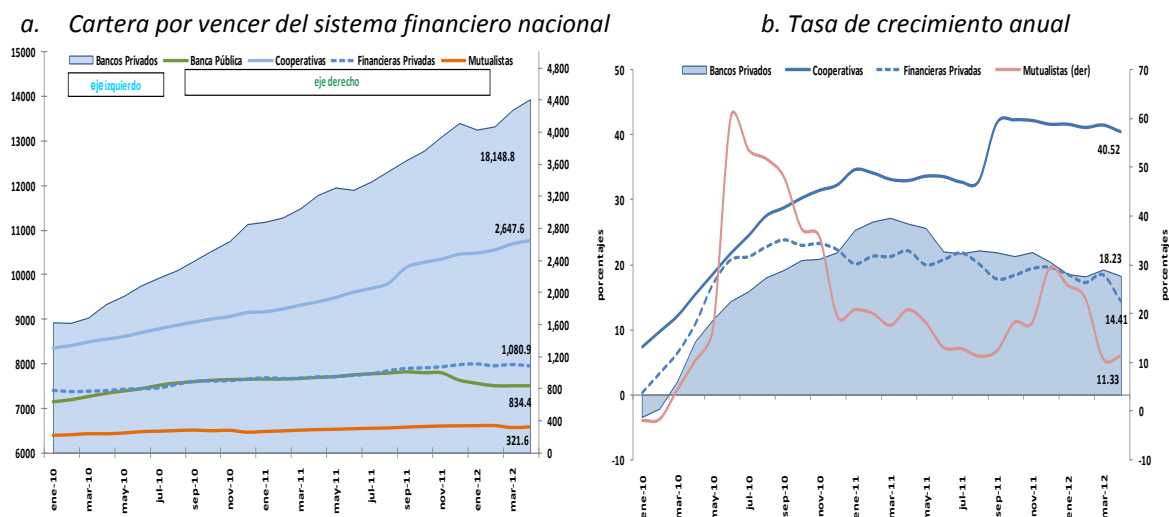 a. Cartera por vencer del sistema financiero nacional
Bancos Privados Banca Pública Cooperativas Financieras Privadas Mutualistas
eje izquierdo
eje derecho
15000
14000
13000
12000
11000
10000
9000
8000
7000
6000
4,800
4,400
4,000
3,600
3,200
2,800
2,400
2,000
1,600
1,200
800
400
0
18,148.8
2,647.6
1,080.9
834.4
321.6
ene-10
mar-10
may-10
jul-10
sep-10
nov-10
ene-11
mar-11
may-11
jul-11
sep-11
nov-11
ene-12
mar-12
b. Tasa de crecimiento anual
Bancos Privados Cooperativas Financieras Privadas Mutualistas (der)
porcentajes
50
40
30
20
10
0
-10
70
60
50
40
30
20
10
0
-10
porcentajes
40.52
18.23
14.41
11.33
ene-10
mar-10
may-10
jul-10
sep-10
nov-10
ene-11
mar-11
may-11
jul-11
sep-11
nov-11
ene-12
mar-12